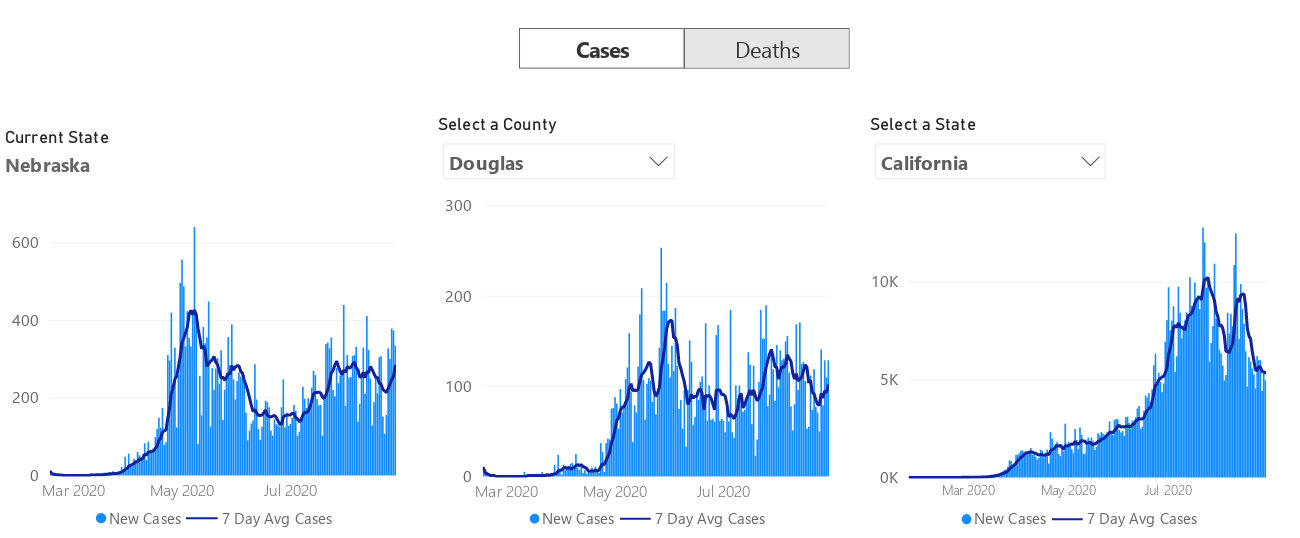 Cases Deaths
Current State
Nebraska
600
400
200
0
Mar 2020 May 2020 Jul 2020
New Cases 7 Day Avg Cases
Select a County
Douglas
300
200
100
0
Mar 2020 May 2020 Jul 2020
New Cases 7 Day Avg Cases
Select a State
California
10K
5K
0K
Mar 2020 May 2020 Jul 2020
New Cases 7 Day Avg Cases